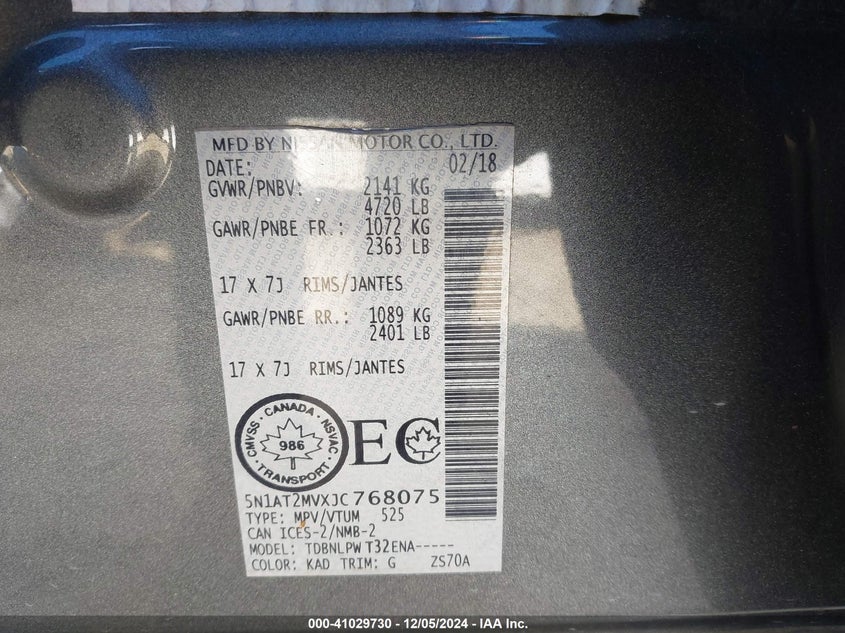 MFD BY NISSAN MOTOR CO., LTD.
DATE: 02/18
GVWR/PNBV: 2141 KG
4720 LB
GAWR/PNBE FR.: 1072 KG
2363 LB
17 X 7J RIMS/JANTES
GAWR/PNBE RR.: 1089 KG
2401 LB
17 X 7J RIMS/JANTES
CANADA
CMVSS 986 NSVAC
TRANSPORT
EC
5N1AT2MVXJC768075
TYPE: MPV/VTUM 525
CAN ICES-2/NMB-2
MODEL: TDBNLPW T32ENA-----
COLOR: KAD TRIM: G ZS70A
000-41029730 - 12/05/2024 - IAA Inc.